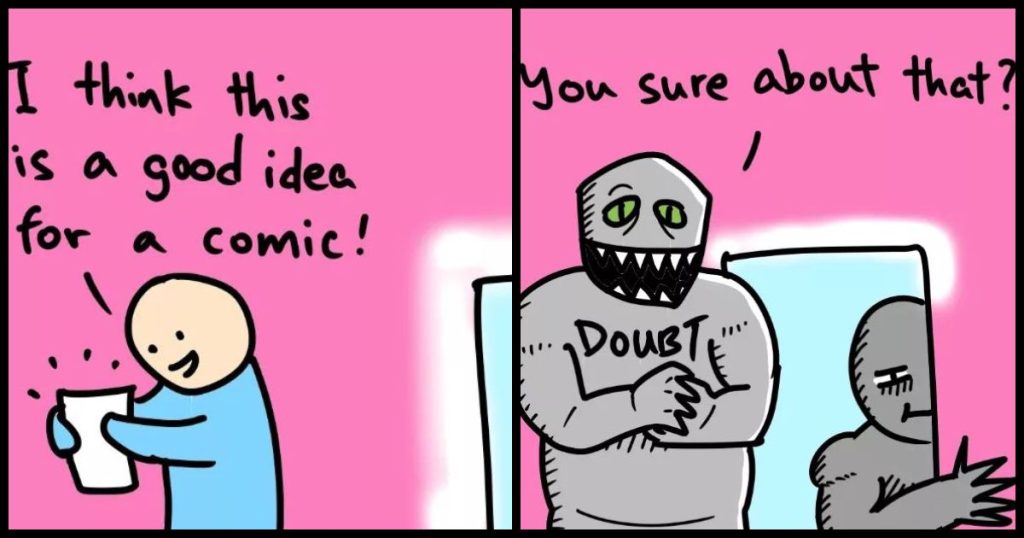 I think this
is a good idea
for a comic!
You sure about that?
DOUBT